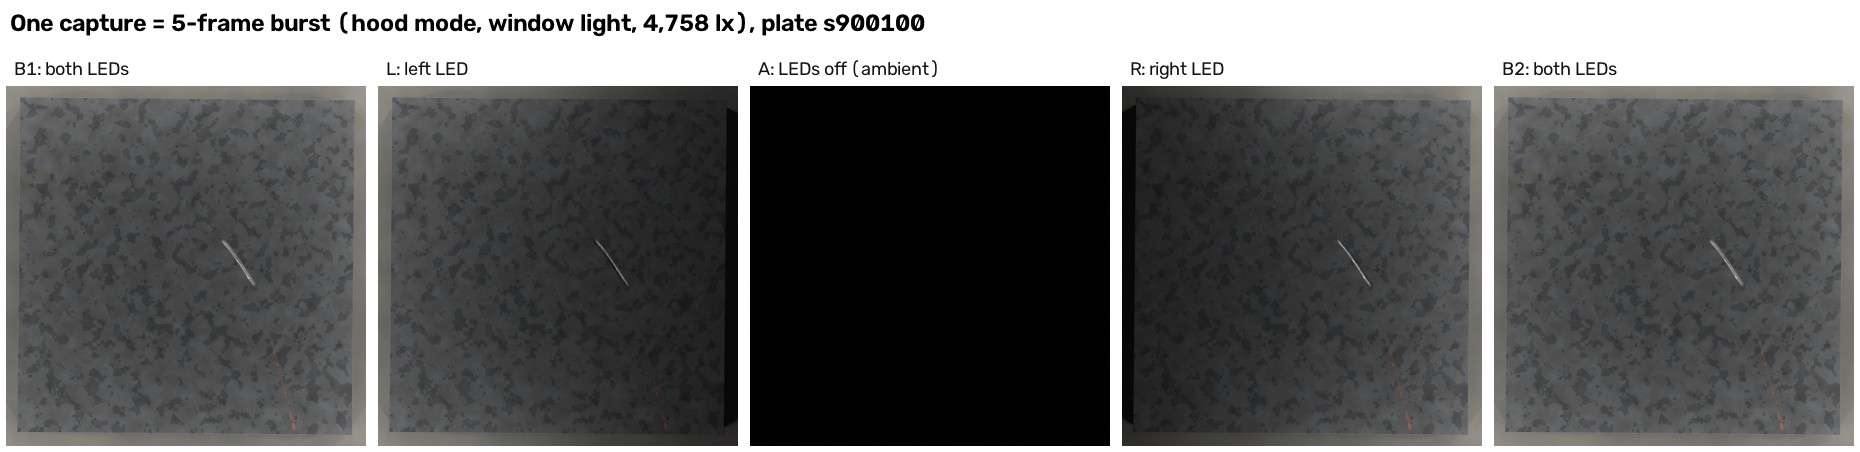 One capture = 5-frame burst (hood mode, window light, 4,758 lx), plate s900100
B1: both LEDs
L: left LED
A: LEDs off (ambient)
R: right LED
B2: both LEDs